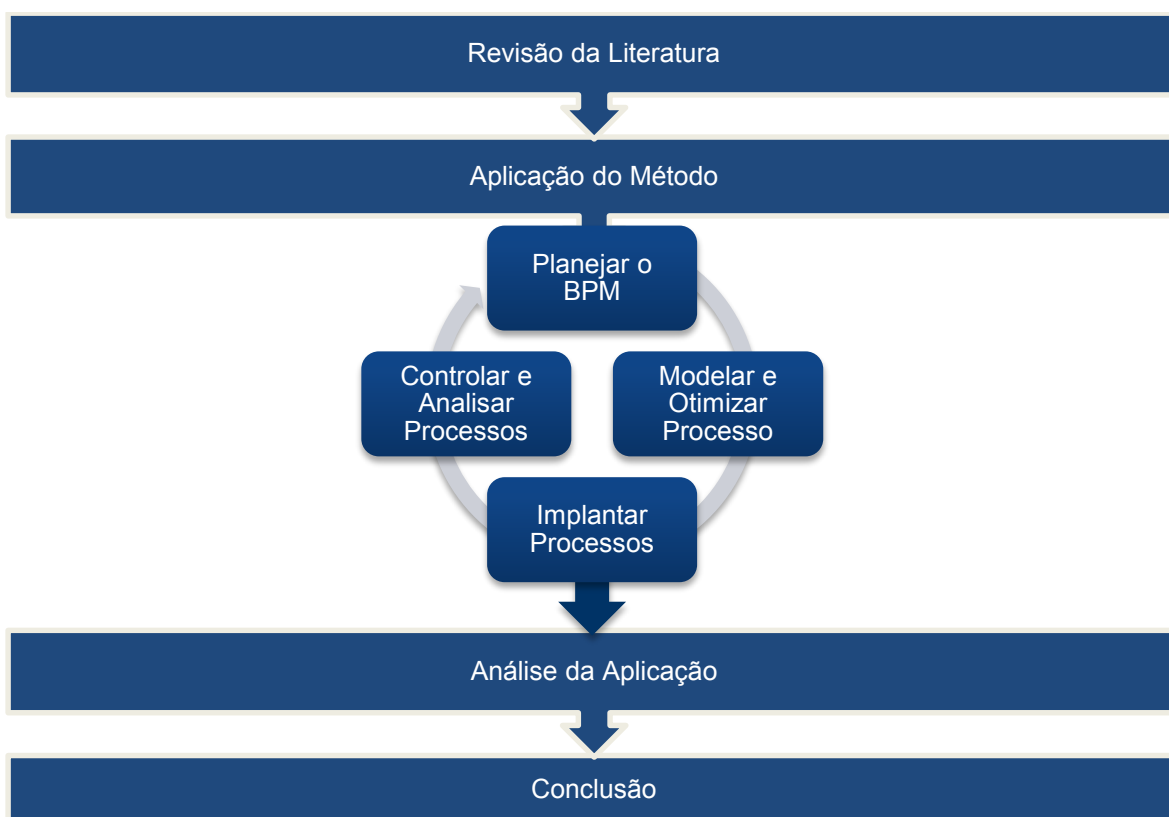 Revisão da Literatura
Aplicação do Método
Planejar o
BPM
Controlar e
Analisar
Processos
Modelar e
Otimizar
Processo
Implantar
Processos
Análise da Aplicação
Conclusão